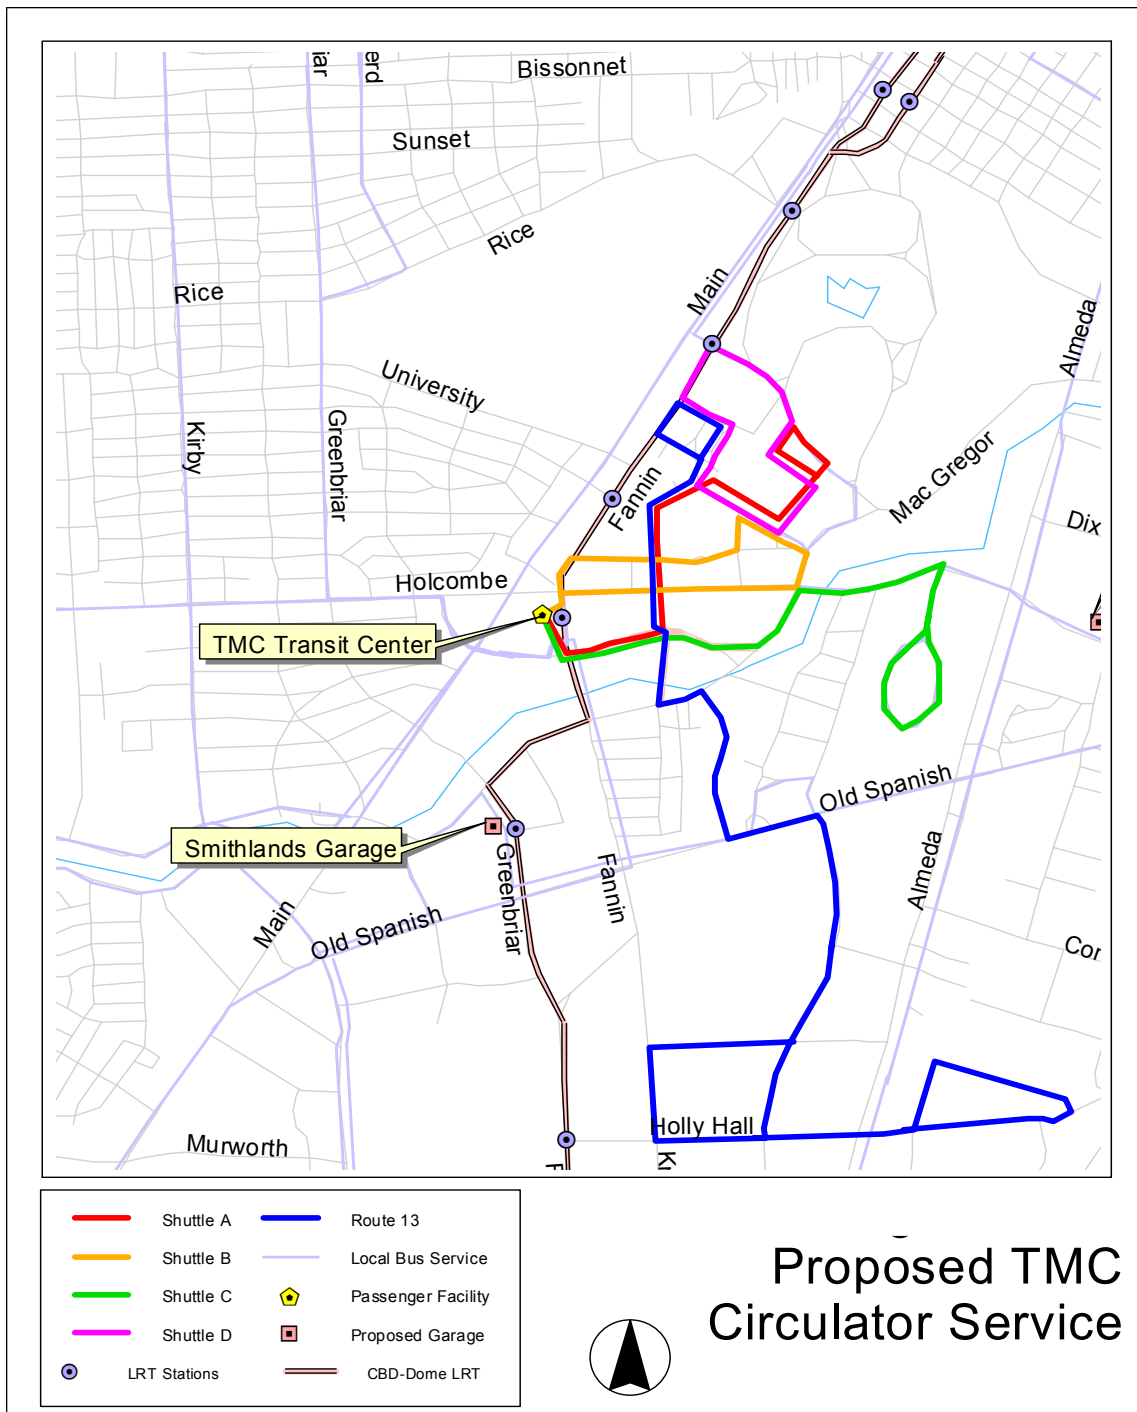 iar
erd
Bissonnet
Sunset
Rice
Rice
Main
Almeda
University
Kirby
Greenbriar
Fannin
Mac Gregor
Dix
Holcombe
TMC Transit Center
Old Spanish
Smithlands Garage
Greenbriar
Fannin
Almeda
Main
Old Spanish
Cor
Murworth
Holly Hall
F
Shuttle A
Route 13
Shuttle B
Local Bus Service
Shuttle C
Passenger Facility
Shuttle D
Proposed Garage
LRT Stations
CBD-Dome LRT
Proposed TMC
Circulator Service